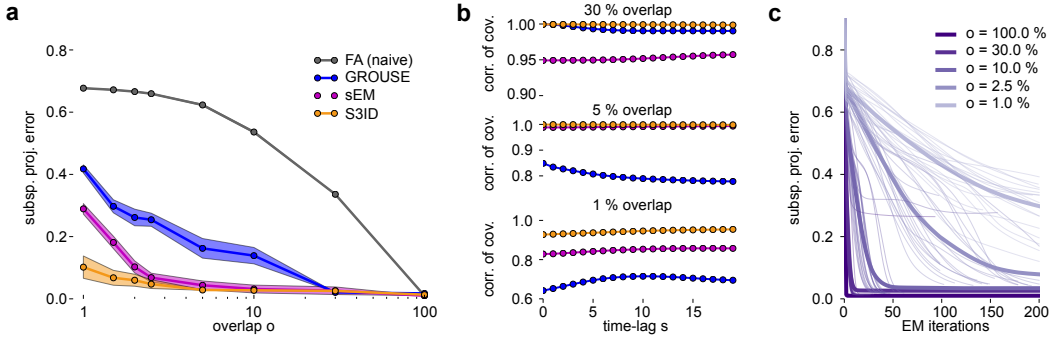 a
subsp. proj. error
0.8
0.6
0.4
0.2
0.0
1
10
100
overlap o
FA (naive)
GROUSE
sEM
S3ID
b
30 % overlap
corr. of cov.
1.00
0.95
0.90
5 % overlap
corr. of cov.
1.0
0.9
0.8
1 % overlap
corr. of cov.
1.0
0.8
0.6
0
5
10
15
time-lag s
c
subsp. proj. error
0.8
0.6
0.4
0.2
0.0
0
50
100
150
200
EM iterations
o = 100.0 %
o = 30.0 %
o = 10.0 %
o = 2.5 %
o = 1.0 %